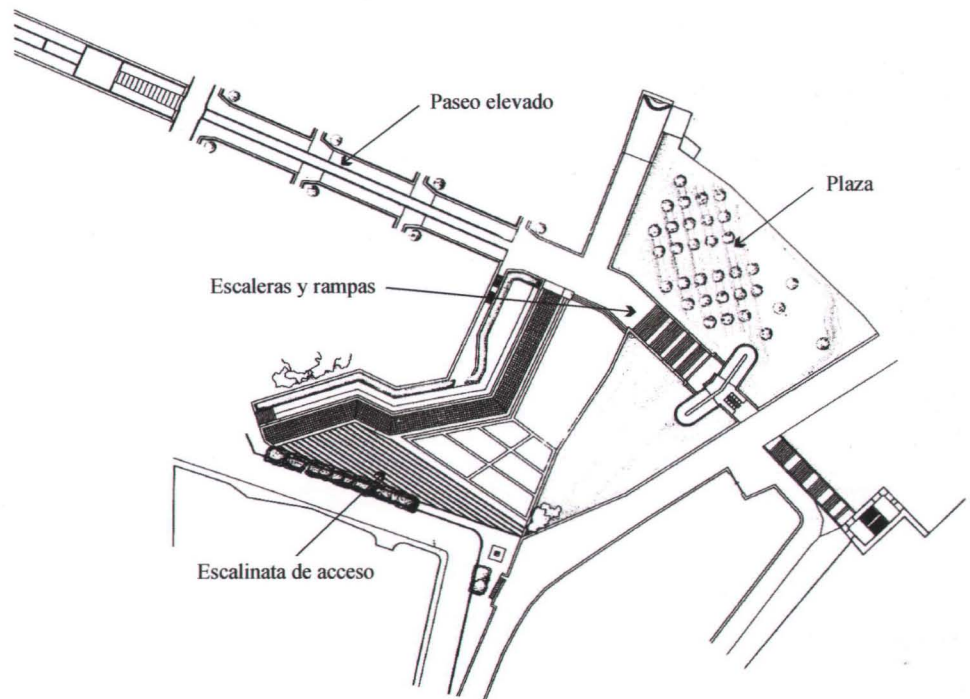 Paseo elevado
Plaza
Escaleras y rampas
Escalinata de acceso